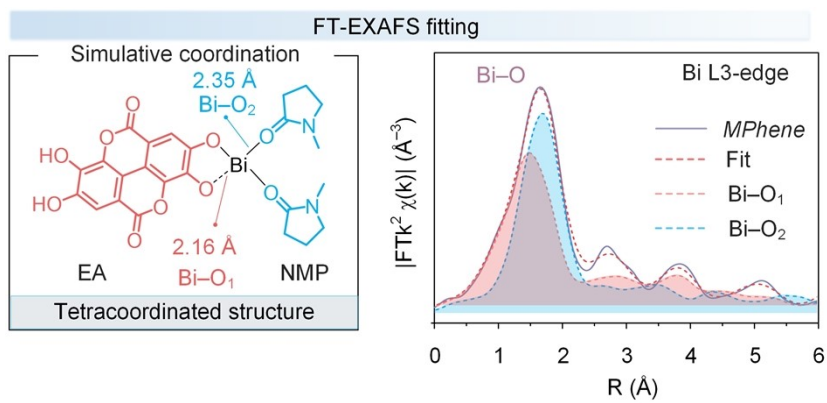 FT-EXAFS fitting
Simulative coordination
2.35 Å
Bi–O₂
O
O
O
O
N
HO
HO
O
O
O
Bi
O
N
2.16 Å
Bi–O₁
EA
NMP
Tetracoordinated structure
Bi–O
Bi L3-edge
MPhene
Fit
Bi–O₁
Bi–O₂
|FTk² χ(k)| (Å⁻³)
0 1 2 3 4 5 6
R (Å)